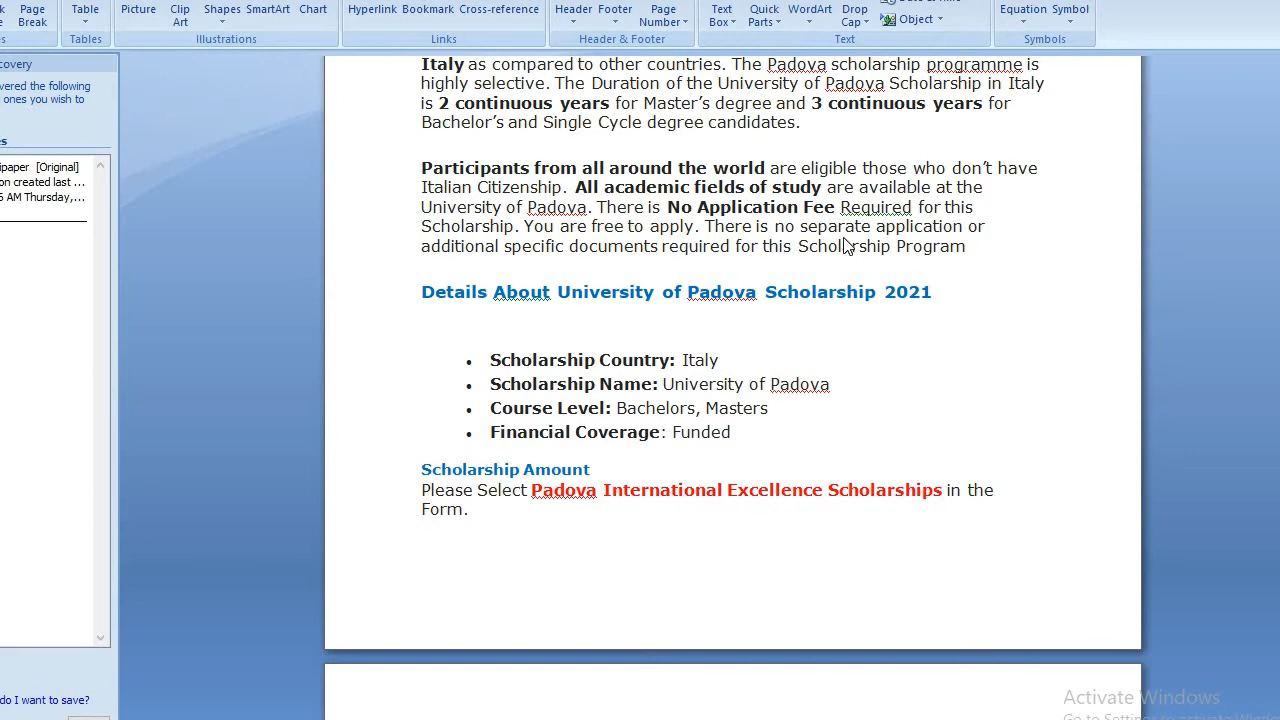 Page Break
Table
Picture
Clip Art
Shapes
SmartArt
Chart
Hyperlink
Bookmark
Cross-reference
Header
Footer
Page Number
Text Box
Quick Parts
WordArt
Drop Cap
Object
Equation
Symbol
Tables
Illustrations
Links
Header & Footer
Text
Symbols
covery
vered the following
ones you wish to
es
ipaper [Original]
on created last ...
5 AM Thursday,...
do I want to save?
Italy as compared to other countries. The Padova scholarship programme is
highly selective. The Duration of the University of Padova Scholarship in Italy
is 2 continuous years for Master’s degree and 3 continuous years for
Bachelor’s and Single Cycle degree candidates.
Participants from all around the world are eligible those who don’t have
Italian Citizenship. All academic fields of study are available at the
University of Padova. There is No Application Fee Required for this
Scholarship. You are free to apply. There is no separate application or
additional specific documents required for this Scholarship Program
Details About University of Padova Scholarship 2021
• Scholarship Country: Italy
• Scholarship Name: University of Padova
• Course Level: Bachelors, Masters
• Financial Coverage: Funded
Scholarship Amount
Please Select Padova International Excellence Scholarships in the
Form.
Activate Windows